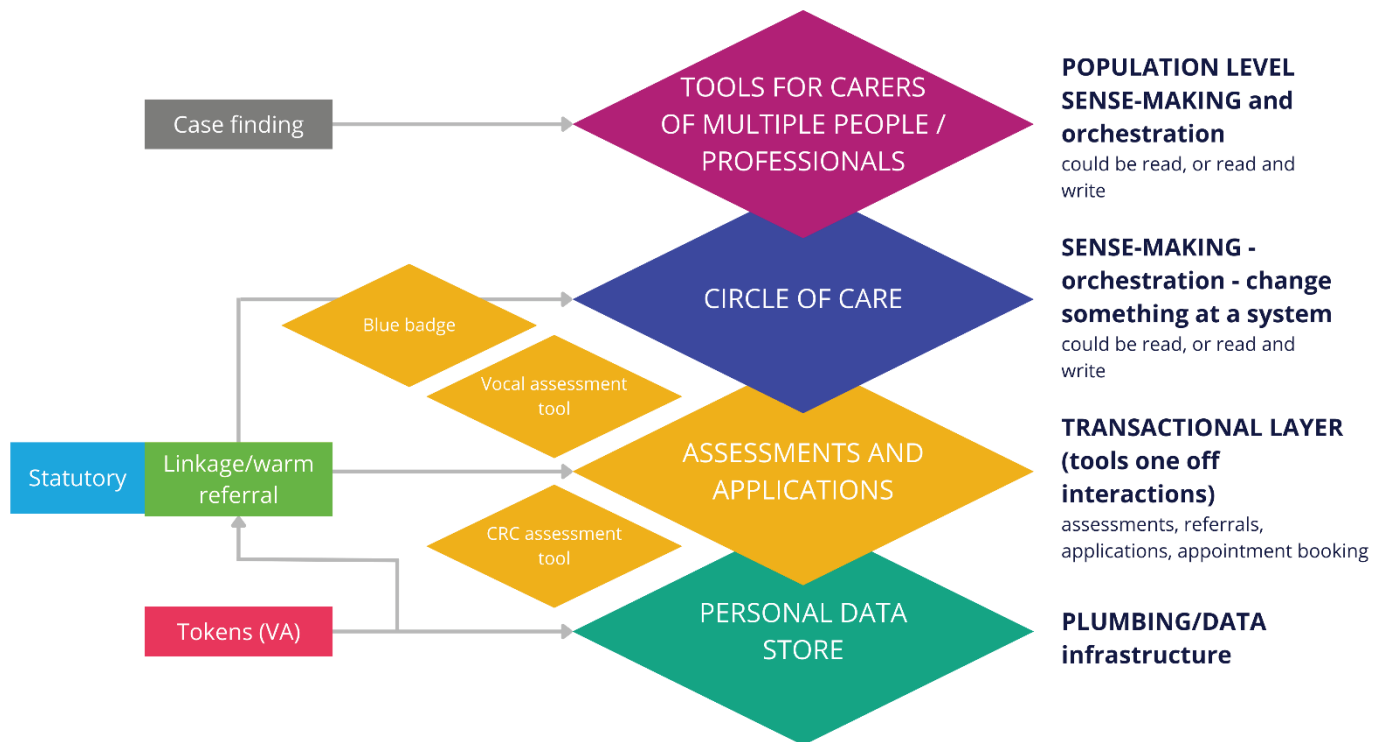 Case finding
TOOLS FOR CARERS
OF MULTIPLE PEOPLE /
PROFESSIONALS
POPULATION LEVEL
SENSE-MAKING and
orchestration
could be read, or read and
write
Blue badge
CIRCLE OF CARE
SENSE-MAKING -
orchestration - change
something at a system
could be read, or read and
write
Vocal assessment
tool
Statutory
Linkage/warm
referral
ASSESSMENTS AND
APPLICATIONS
TRANSACTIONAL LAYER
(tools one off
interactions)
assessments, referrals,
applications, appointment booking
CRC assessment
tool
Tokens (VA)
PERSONAL DATA
STORE
PLUMBING/DATA
infrastructure